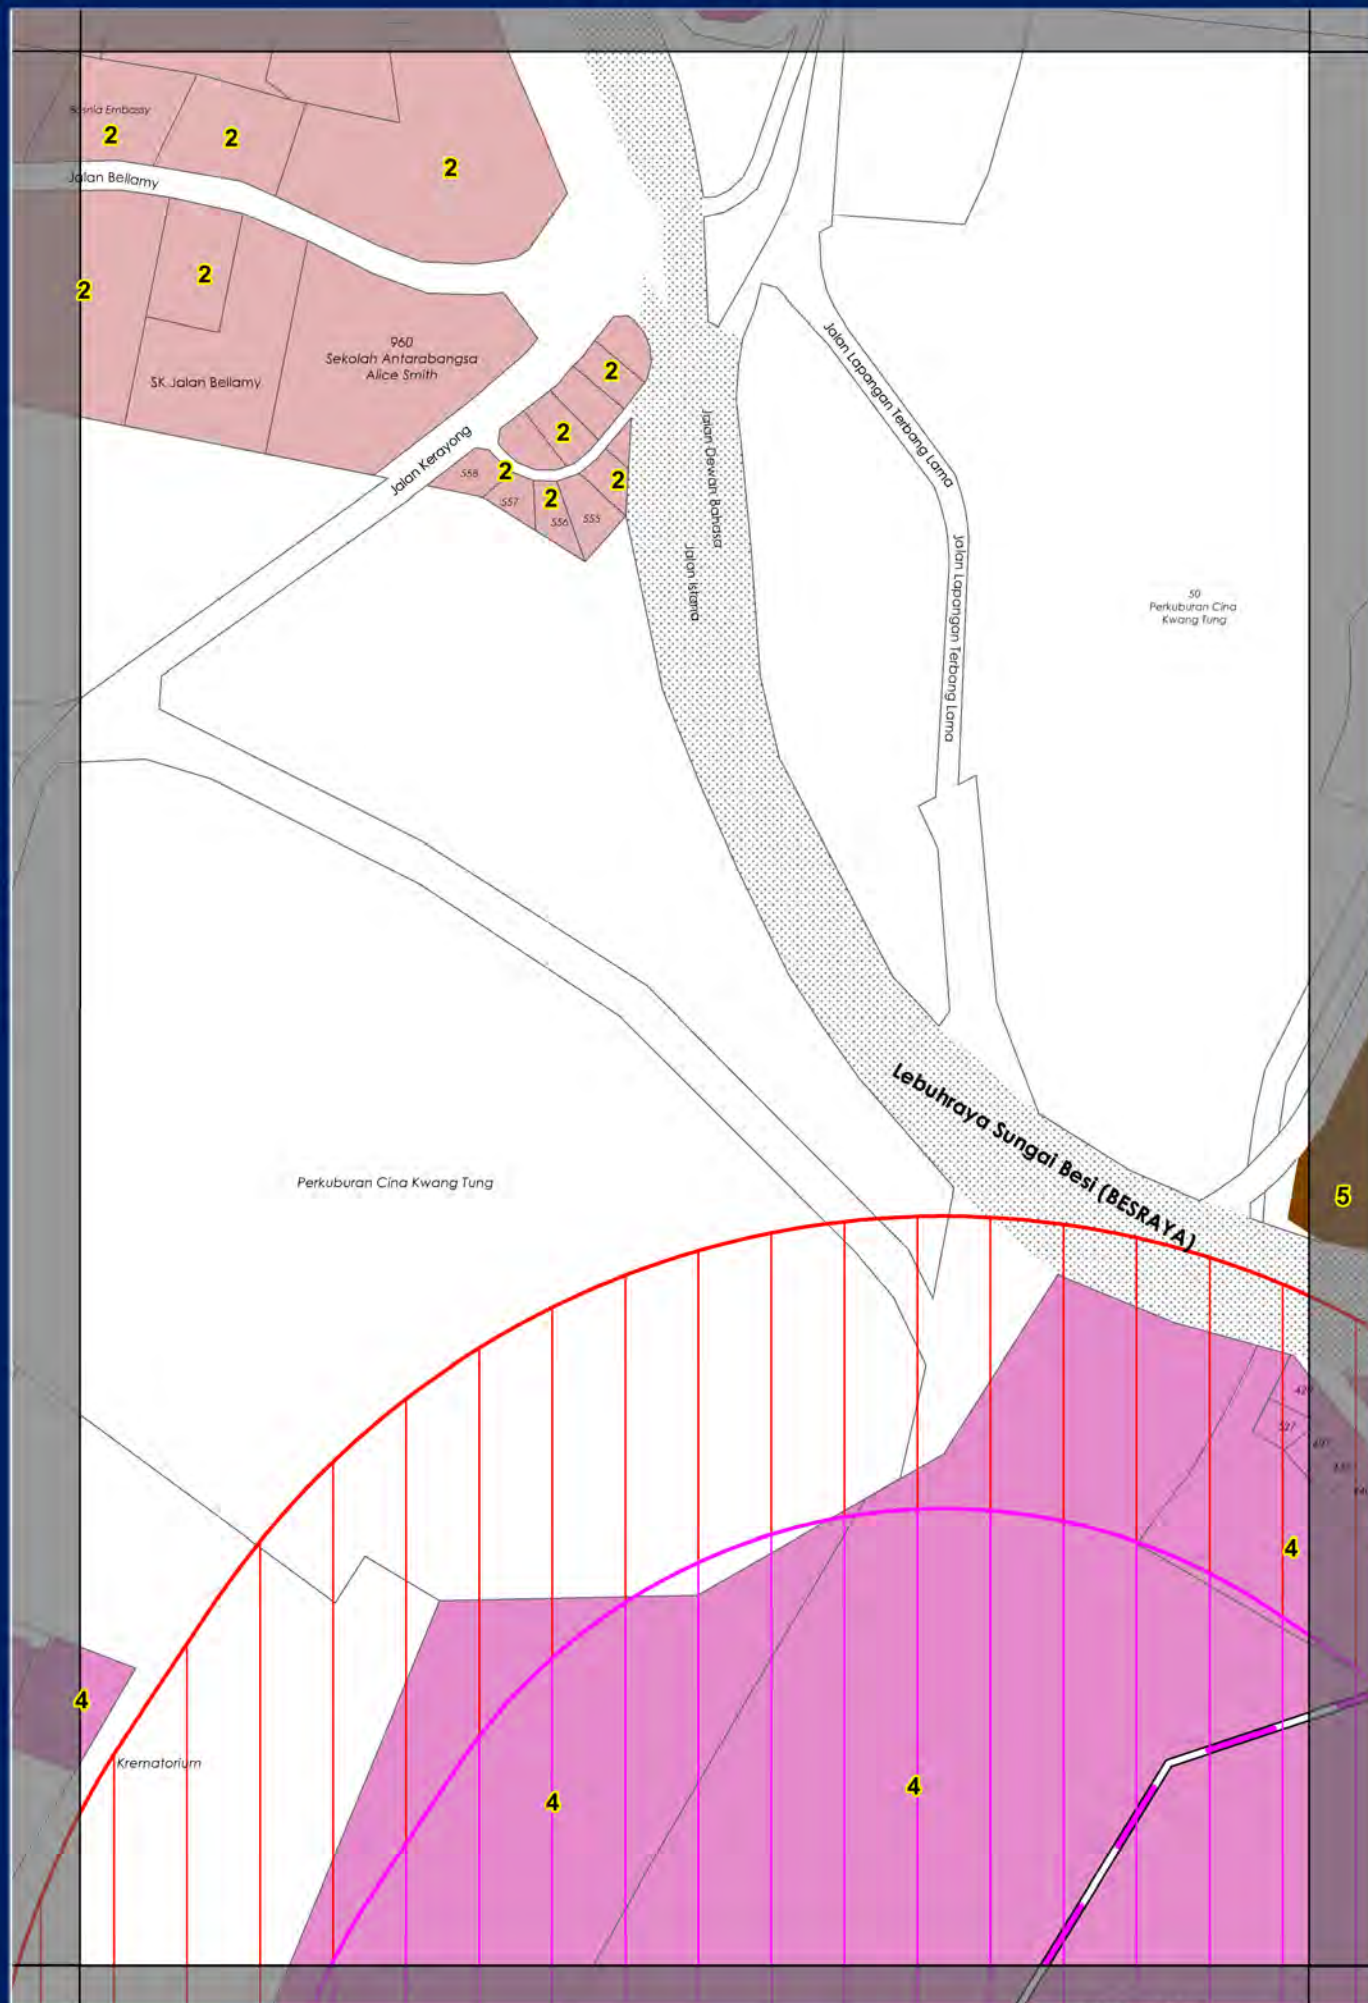 Bosnia Embassy
2
2
2
Jalan Bellamy
2
2
960
Sekolah Antarabangsa
Alice Smith
SK Jalan Bellamy
2
2
2
2
2
Jalan Kerayong
558
557
556
555
Jalan Dewan Bahasa
Jalan Istana
Jalan Lapangan Terbang Lama
Jalan Lapangan Terbang Lama
50
Perkuburan Cina
Kwang Tung
Lebuhraya Sungai Besi (BESRAYA)
Perkuburan Cina Kwang Tung
5
527
4
4
Krematorium
4
4